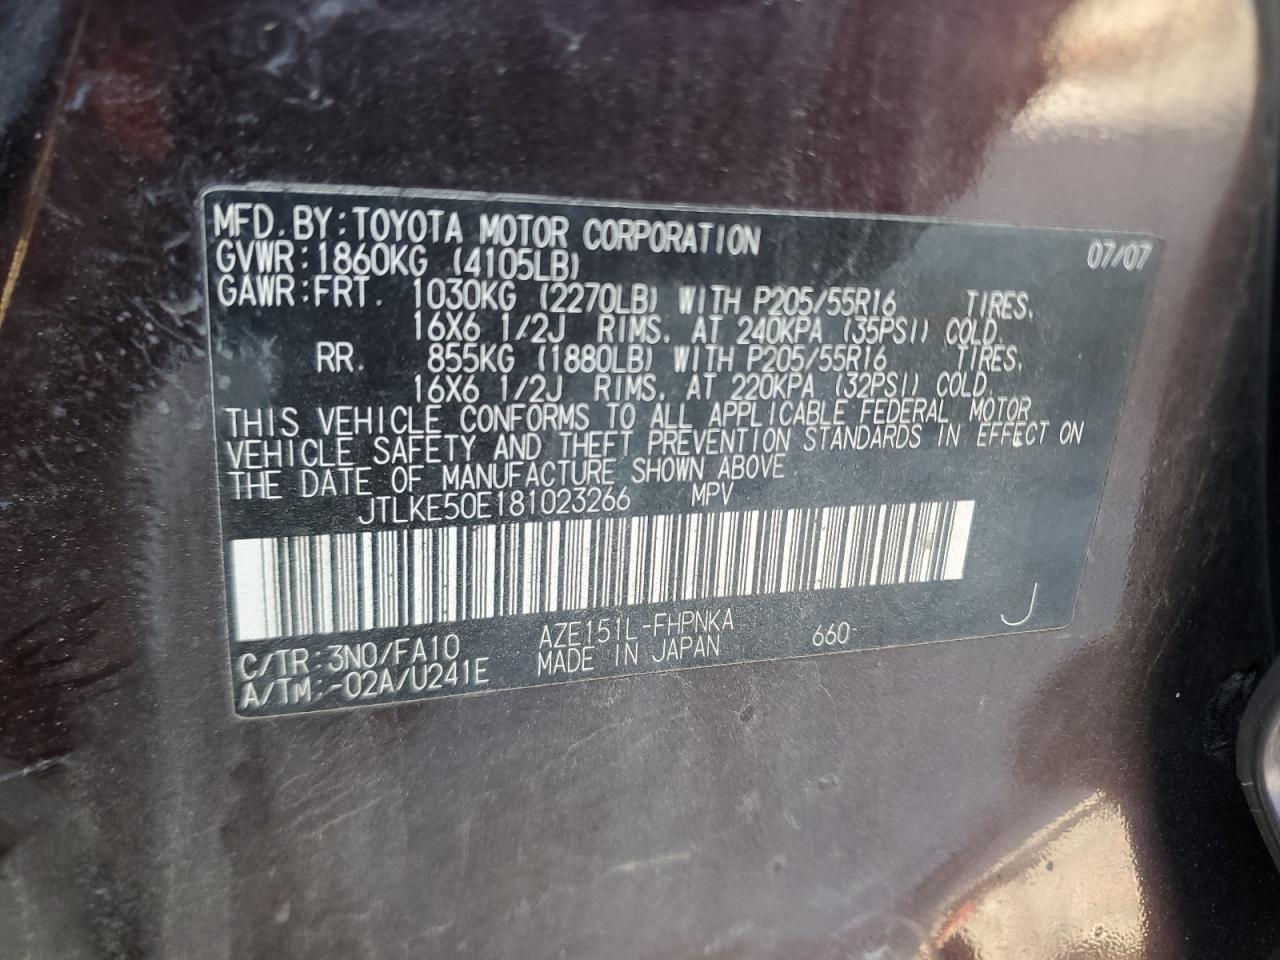 MFD.BY:TOYOTA MOTOR CORPORATION 07/07
GVWR:1860KG (4105LB)
GAWR:FRT. 1030KG (2270LB) WITH P205/55R16 TIRES,
16X6 1/2J RIMS, AT 240KPA (35PSI) COLD.
RR. 855KG (1880LB) WITH P205/55R16 TIRES,
16X6 1/2J RIMS, AT 220KPA (32PSI) COLD.
THIS VEHICLE CONFORMS TO ALL APPLICABLE FEDERAL MOTOR
VEHICLE SAFETY AND THEFT PREVENTION STANDARDS IN EFFECT ON
THE DATE OF MANUFACTURE SHOWN ABOVE.
JTLKE50E181023266 MPV
C/TR:3N0/FA10 AZE151L-FHPNKA 660- J
A/TM:-02A/U241E MADE IN JAPAN